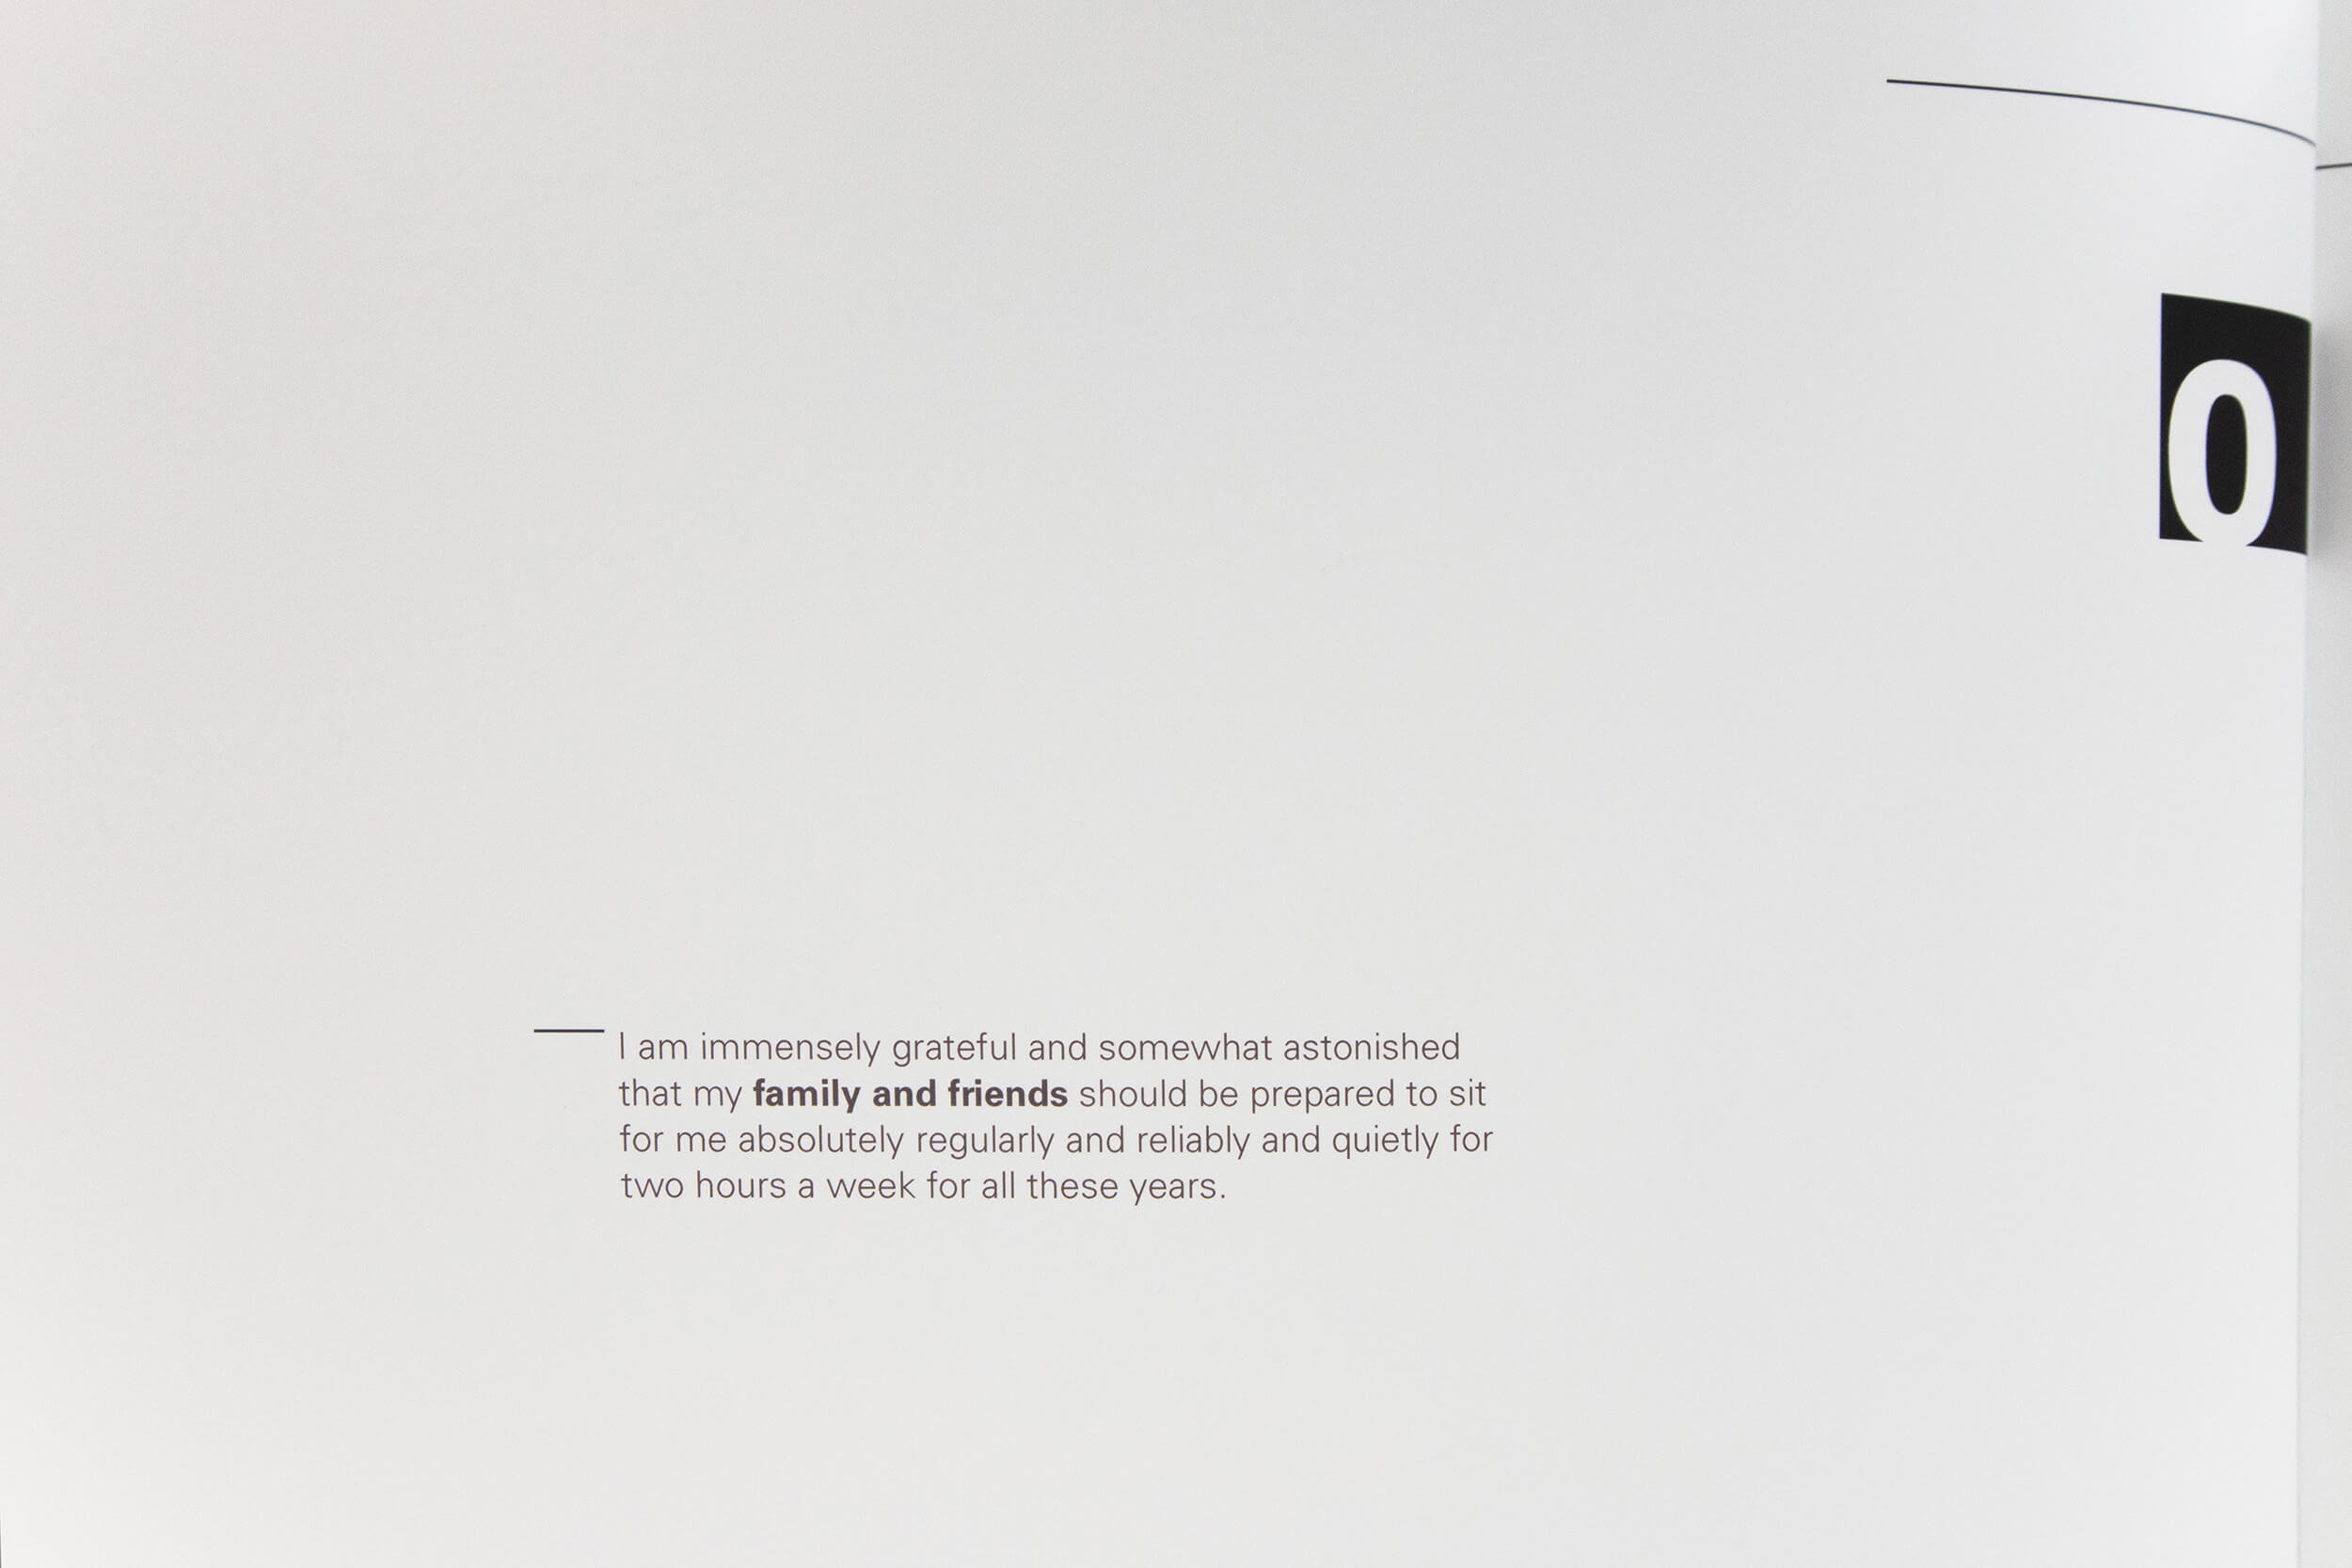 0
I am immensely grateful and somewhat astonished
that my family and friends should be prepared to sit
for me absolutely regularly and reliably and quietly for
two hours a week for all these years.